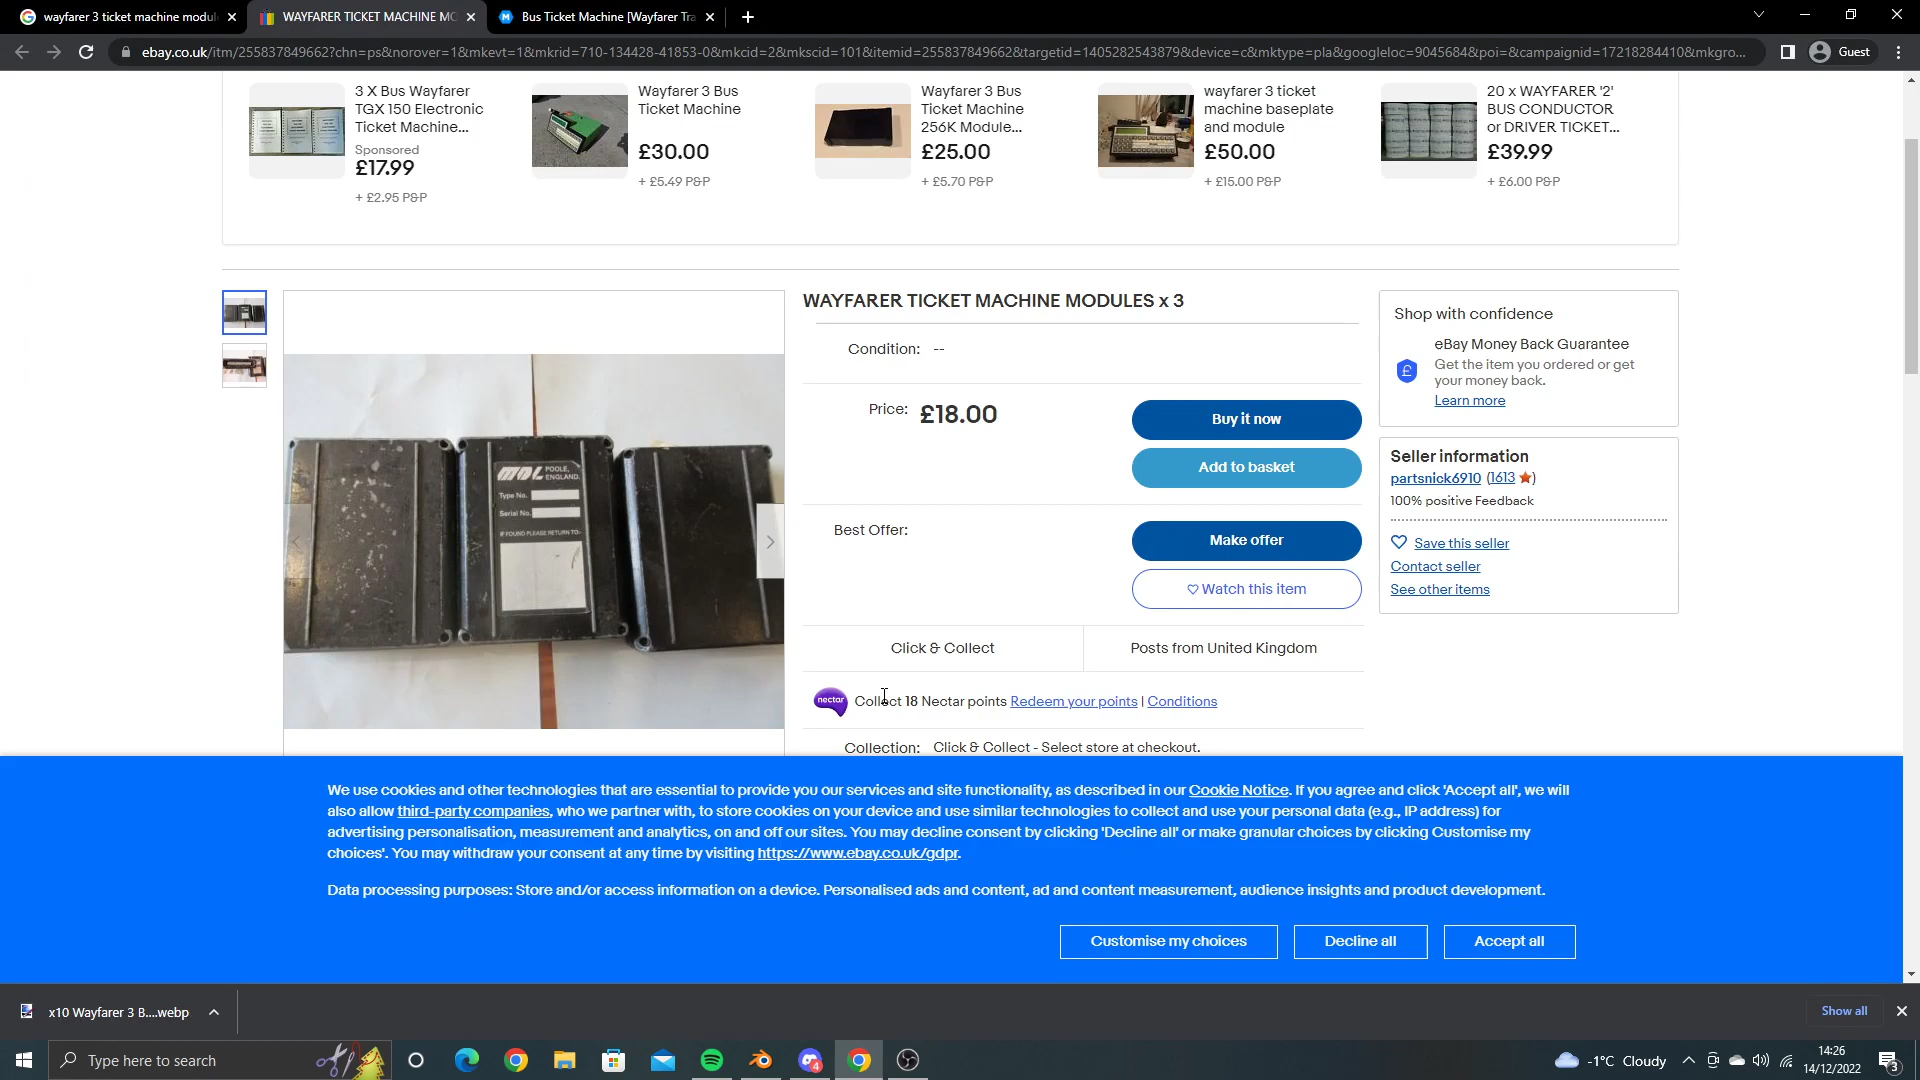 wayfarer 3 ticket machine modul
WAYFARER TICKET MACHINE MO
Bus Ticket Machine [Wayfarer Tra
ebay.co.uk/itm/255837849662?chn=ps&norover=1&mkevt=1&mkrid=710-134428-41853-0&mkcid=2&mkscid=101&itemid=255837849662&targetid=1405282543879&device=c&mktype=pla&googleloc=9045684&poi=&campaignid=17218284410&mkgro...
Guest
3 X Bus Wayfarer
TGX 150 Electronic
Ticket Machine...
Sponsored
£17.99
+ £2.95 P&P
Wayfarer 3 Bus
Ticket Machine
£30.00
+ £5.49 P&P
Wayfarer 3 Bus
Ticket Machine
256K Module...
£25.00
+ £5.70 P&P
wayfarer 3 ticket
machine baseplate
and module
£50.00
+ £15.00 P&P
20 x WAYFARER '2'
BUS CONDUCTOR
or DRIVER TICKET...
£39.99
+ £6.00 P&P
MDL POOLE,
ENGLAND.
Type No.
Serial No.
IF FOUND PLEASE RETURN TO:-
WAYFARER TICKET MACHINE MODULES x 3
Condition: --
Price: £18.00
Buy it now
Add to basket
Best Offer:
Make offer
Watch this item
Click & Collect
Posts from United Kingdom
nectar Collect 18 Nectar points Redeem your points | Conditions
Collection: Click & Collect - Select store at checkout.
Shop with confidence
eBay Money Back Guarantee
Get the item you ordered or get
your money back.
Learn more
Seller information
partsnick6910 (1613)
100% positive Feedback
Save this seller
Contact seller
See other items
We use cookies and other technologies that are essential to provide you our services and site functionality, as described in our Cookie Notice. If you agree and click 'Accept all', we will
also allow third-party companies, who we partner with, to store cookies on your device and use similar technologies to collect and use your personal data (e.g., IP address) for
advertising personalisation, measurement and analytics, on and off our sites. You may decline consent by clicking 'Decline all' or make granular choices by clicking Customise my
choices'. You may withdraw your consent at any time by visiting https://www.ebay.co.uk/gdpr.
Data processing purposes: Store and/or access information on a device. Personalised ads and content, ad and content measurement, audience insights and product development.
Customise my choices
Decline all
Accept all
x10 Wayfarer 3 B....webp
Show all
Type here to search
4
-1°C Cloudy
14:26
14/12/2022
3